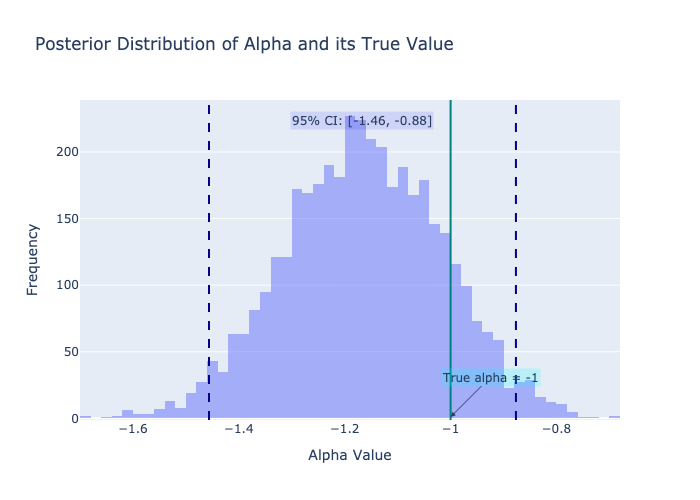 Posterior Distribution of Alpha and its True Value
95% CI: [-1.46, -0.88]
200
150
100
50
0
Frequency
True alpha = -1
−1.6
−1.4
−1.2
−1
−0.8
Alpha Value